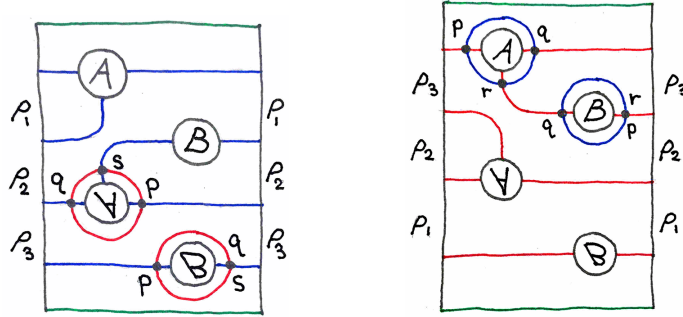 A
ρ₁ ρ₁
B
s
ρ₂ q A p ρ₂
ρ₃ q ρ₃
B
p s
p A q
ρ₃ r r ρ₃
B
q p
ρ₂ ρ₂
A
ρ₁ ρ₁
B